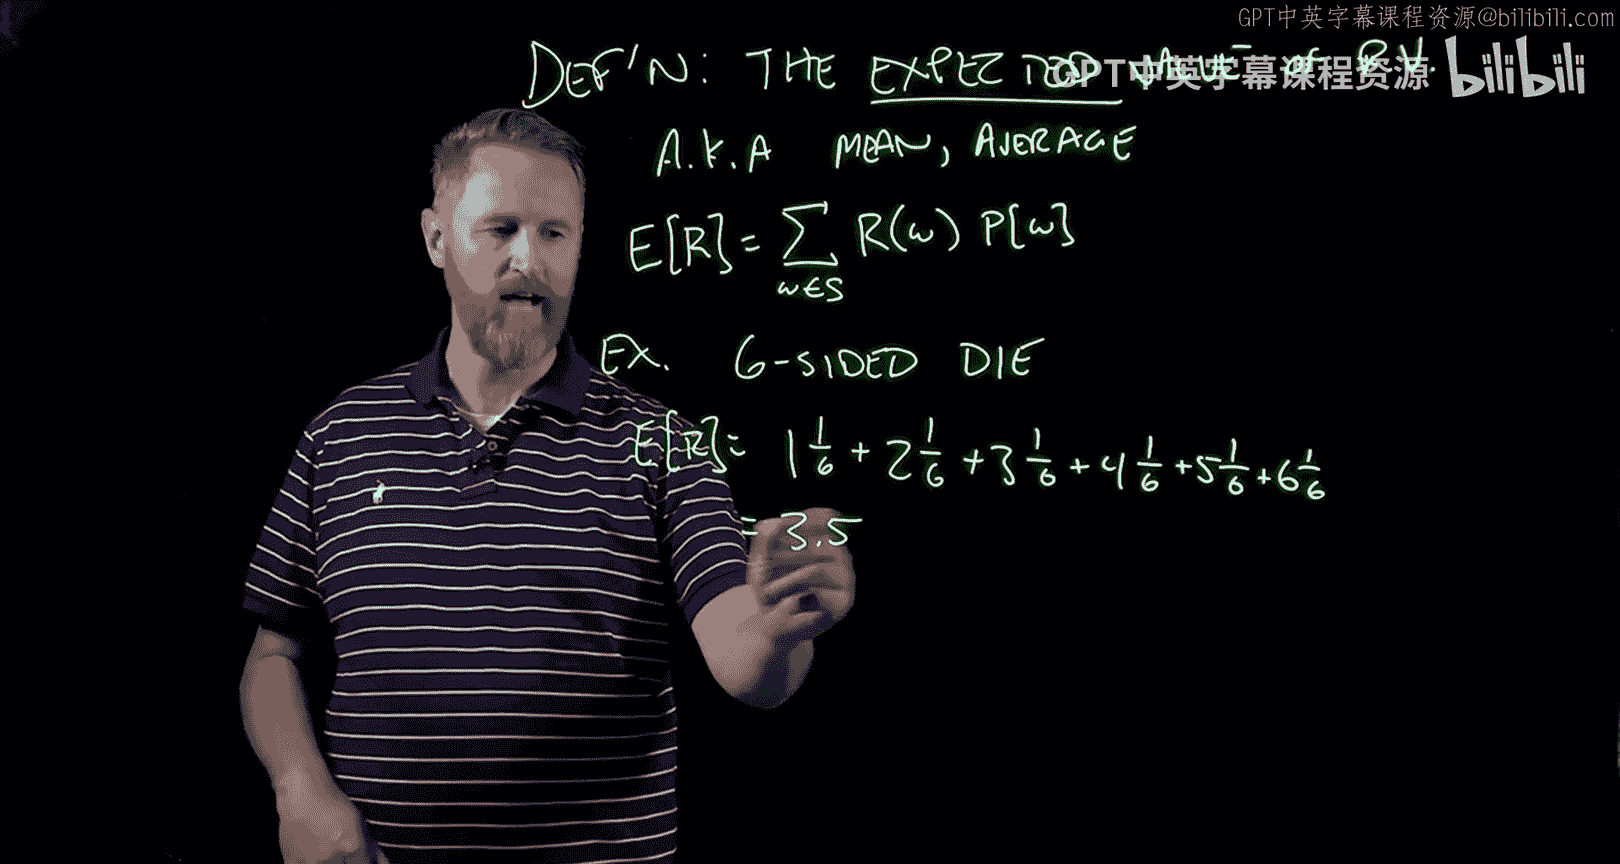 GPT中英字幕课程资源@bilibili.com
DEF'N: THE EXPECTED VALUE OF R.V.
GPT中英字幕课程资源 bilibili
A.K.A MEAN, AVERAGE
E[R] = ∑ R(ω) P[ω]
ω∈S
EX. 6-SIDED DIE
E[R] = 1 1/6 + 2 1/6 + 3 1/6 + 4 1/6 + 5 1/6 + 6 1/6
= 3.5